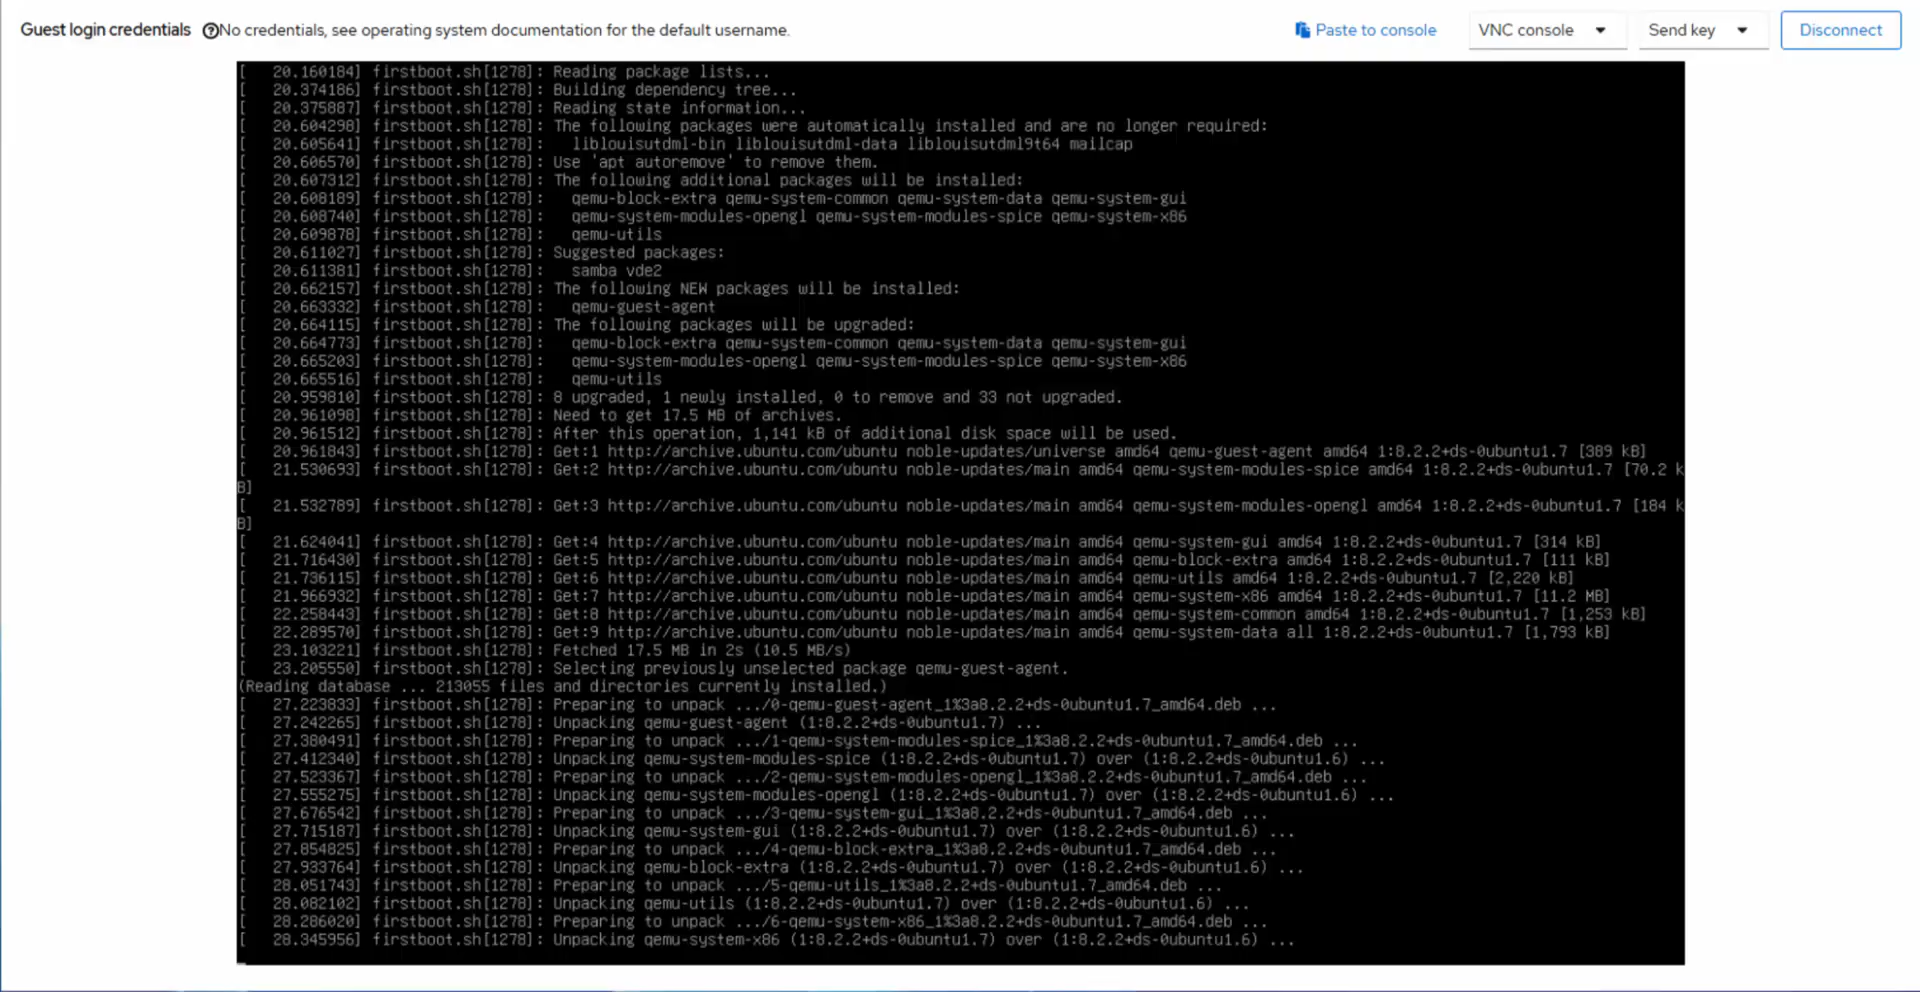 Guest login credentials No credentials, see operating system documentation for the default username. Paste to console VNC console Send key Disconnect
[   20.160184] firstboot.sh[1278]: Reading package lists...
[   20.374186] firstboot.sh[1278]: Building dependency tree...
[   20.375887] firstboot.sh[1278]: Reading state information...
[   20.604298] firstboot.sh[1278]: The following packages were automatically installed and are no longer required:
[   20.605641] firstboot.sh[1278]:   liblouisutdml-bin liblouisutdml-data liblouisutdml9t64 mailcap
[   20.606570] firstboot.sh[1278]: Use 'apt autoremove' to remove them.
[   20.607312] firstboot.sh[1278]: The following additional packages will be installed:
[   20.608189] firstboot.sh[1278]:   qemu-block-extra qemu-system-common qemu-system-data qemu-system-gui
[   20.608740] firstboot.sh[1278]:   qemu-system-modules-opengl qemu-system-modules-spice qemu-system-x86
[   20.609878] firstboot.sh[1278]:   qemu-utils
[   20.611027] firstboot.sh[1278]: Suggested packages:
[   20.611381] firstboot.sh[1278]:   samba vde2
[   20.662157] firstboot.sh[1278]: The following NEW packages will be installed:
[   20.663332] firstboot.sh[1278]:   qemu-guest-agent
[   20.664115] firstboot.sh[1278]: The following packages will be upgraded:
[   20.664773] firstboot.sh[1278]:   qemu-block-extra qemu-system-common qemu-system-data qemu-system-gui
[   20.665203] firstboot.sh[1278]:   qemu-system-modules-opengl qemu-system-modules-spice qemu-system-x86
[   20.665516] firstboot.sh[1278]:   qemu-utils
[   20.959810] firstboot.sh[1278]: 8 upgraded, 1 newly installed, 0 to remove and 33 not upgraded.
[   20.961098] firstboot.sh[1278]: Need to get 17.5 MB of archives.
[   20.961512] firstboot.sh[1278]: After this operation, 1,141 kB of additional disk space will be used.
[   20.961843] firstboot.sh[1278]: Get:1 http://archive.ubuntu.com/ubuntu noble-updates/universe amd64 qemu-guest-agent amd64 1:8.2.2+ds-0ubuntu1.7 [389 kB]
[   21.530693] firstboot.sh[1278]: Get:2 http://archive.ubuntu.com/ubuntu noble-updates/main amd64 qemu-system-modules-spice amd64 1:8.2.2+ds-0ubuntu1.7 [70.2 k
B]
[   21.532789] firstboot.sh[1278]: Get:3 http://archive.ubuntu.com/ubuntu noble-updates/main amd64 qemu-system-modules-opengl amd64 1:8.2.2+ds-0ubuntu1.7 [184 k
B]
[   21.624041] firstboot.sh[1278]: Get:4 http://archive.ubuntu.com/ubuntu noble-updates/main amd64 qemu-system-gui amd64 1:8.2.2+ds-0ubuntu1.7 [314 kB]
[   21.716430] firstboot.sh[1278]: Get:5 http://archive.ubuntu.com/ubuntu noble-updates/main amd64 qemu-block-extra amd64 1:8.2.2+ds-0ubuntu1.7 [111 kB]
[   21.736115] firstboot.sh[1278]: Get:6 http://archive.ubuntu.com/ubuntu noble-updates/main amd64 qemu-utils amd64 1:8.2.2+ds-0ubuntu1.7 [2,220 kB]
[   21.966932] firstboot.sh[1278]: Get:7 http://archive.ubuntu.com/ubuntu noble-updates/main amd64 qemu-system-x86 amd64 1:8.2.2+ds-0ubuntu1.7 [11.2 MB]
[   22.258443] firstboot.sh[1278]: Get:8 http://archive.ubuntu.com/ubuntu noble-updates/main amd64 qemu-system-common amd64 1:8.2.2+ds-0ubuntu1.7 [1,253 kB]
[   22.289570] firstboot.sh[1278]: Get:9 http://archive.ubuntu.com/ubuntu noble-updates/main amd64 qemu-system-data all 1:8.2.2+ds-0ubuntu1.7 [1,793 kB]
[   23.103221] firstboot.sh[1278]: Fetched 17.5 MB in 2s (10.5 MB/s)
[   23.205550] firstboot.sh[1278]: Selecting previously unselected package qemu-guest-agent.
(Reading database ... 213055 files and directories currently installed.)
[   27.223833] firstboot.sh[1278]: Preparing to unpack .../0-qemu-guest-agent_1%3a8.2.2+ds-0ubuntu1.7_amd64.deb ...
[   27.242265] firstboot.sh[1278]: Unpacking qemu-guest-agent (1:8.2.2+ds-0ubuntu1.7) ...
[   27.380491] firstboot.sh[1278]: Preparing to unpack .../1-qemu-system-modules-spice_1%3a8.2.2+ds-0ubuntu1.7_amd64.deb ...
[   27.412340] firstboot.sh[1278]: Unpacking qemu-system-modules-spice (1:8.2.2+ds-0ubuntu1.7) over (1:8.2.2+ds-0ubuntu1.6) ...
[   27.523367] firstboot.sh[1278]: Preparing to unpack .../2-qemu-system-modules-opengl_1%3a8.2.2+ds-0ubuntu1.7_amd64.deb ...
[   27.555275] firstboot.sh[1278]: Unpacking qemu-system-modules-opengl (1:8.2.2+ds-0ubuntu1.7) over (1:8.2.2+ds-0ubuntu1.6) ...
[   27.676542] firstboot.sh[1278]: Preparing to unpack .../3-qemu-system-gui_1%3a8.2.2+ds-0ubuntu1.7_amd64.deb ...
[   27.715187] firstboot.sh[1278]: Unpacking qemu-system-gui (1:8.2.2+ds-0ubuntu1.7) over (1:8.2.2+ds-0ubuntu1.6) ...
[   27.854825] firstboot.sh[1278]: Preparing to unpack .../4-qemu-block-extra_1%3a8.2.2+ds-0ubuntu1.7_amd64.deb ...
[   27.933764] firstboot.sh[1278]: Unpacking qemu-block-extra (1:8.2.2+ds-0ubuntu1.7) over (1:8.2.2+ds-0ubuntu1.6) ...
[   28.051743] firstboot.sh[1278]: Preparing to unpack .../5-qemu-utils_1%3a8.2.2+ds-0ubuntu1.7_amd64.deb ...
[   28.082102] firstboot.sh[1278]: Unpacking qemu-utils (1:8.2.2+ds-0ubuntu1.7) over (1:8.2.2+ds-0ubuntu1.6) ...
[   28.286020] firstboot.sh[1278]: Preparing to unpack .../6-qemu-system-x86_1%3a8.2.2+ds-0ubuntu1.7_amd64.deb ...
[   28.345956] firstboot.sh[1278]: Unpacking qemu-system-x86 (1:8.2.2+ds-0ubuntu1.7) over (1:8.2.2+ds-0ubuntu1.6) ...